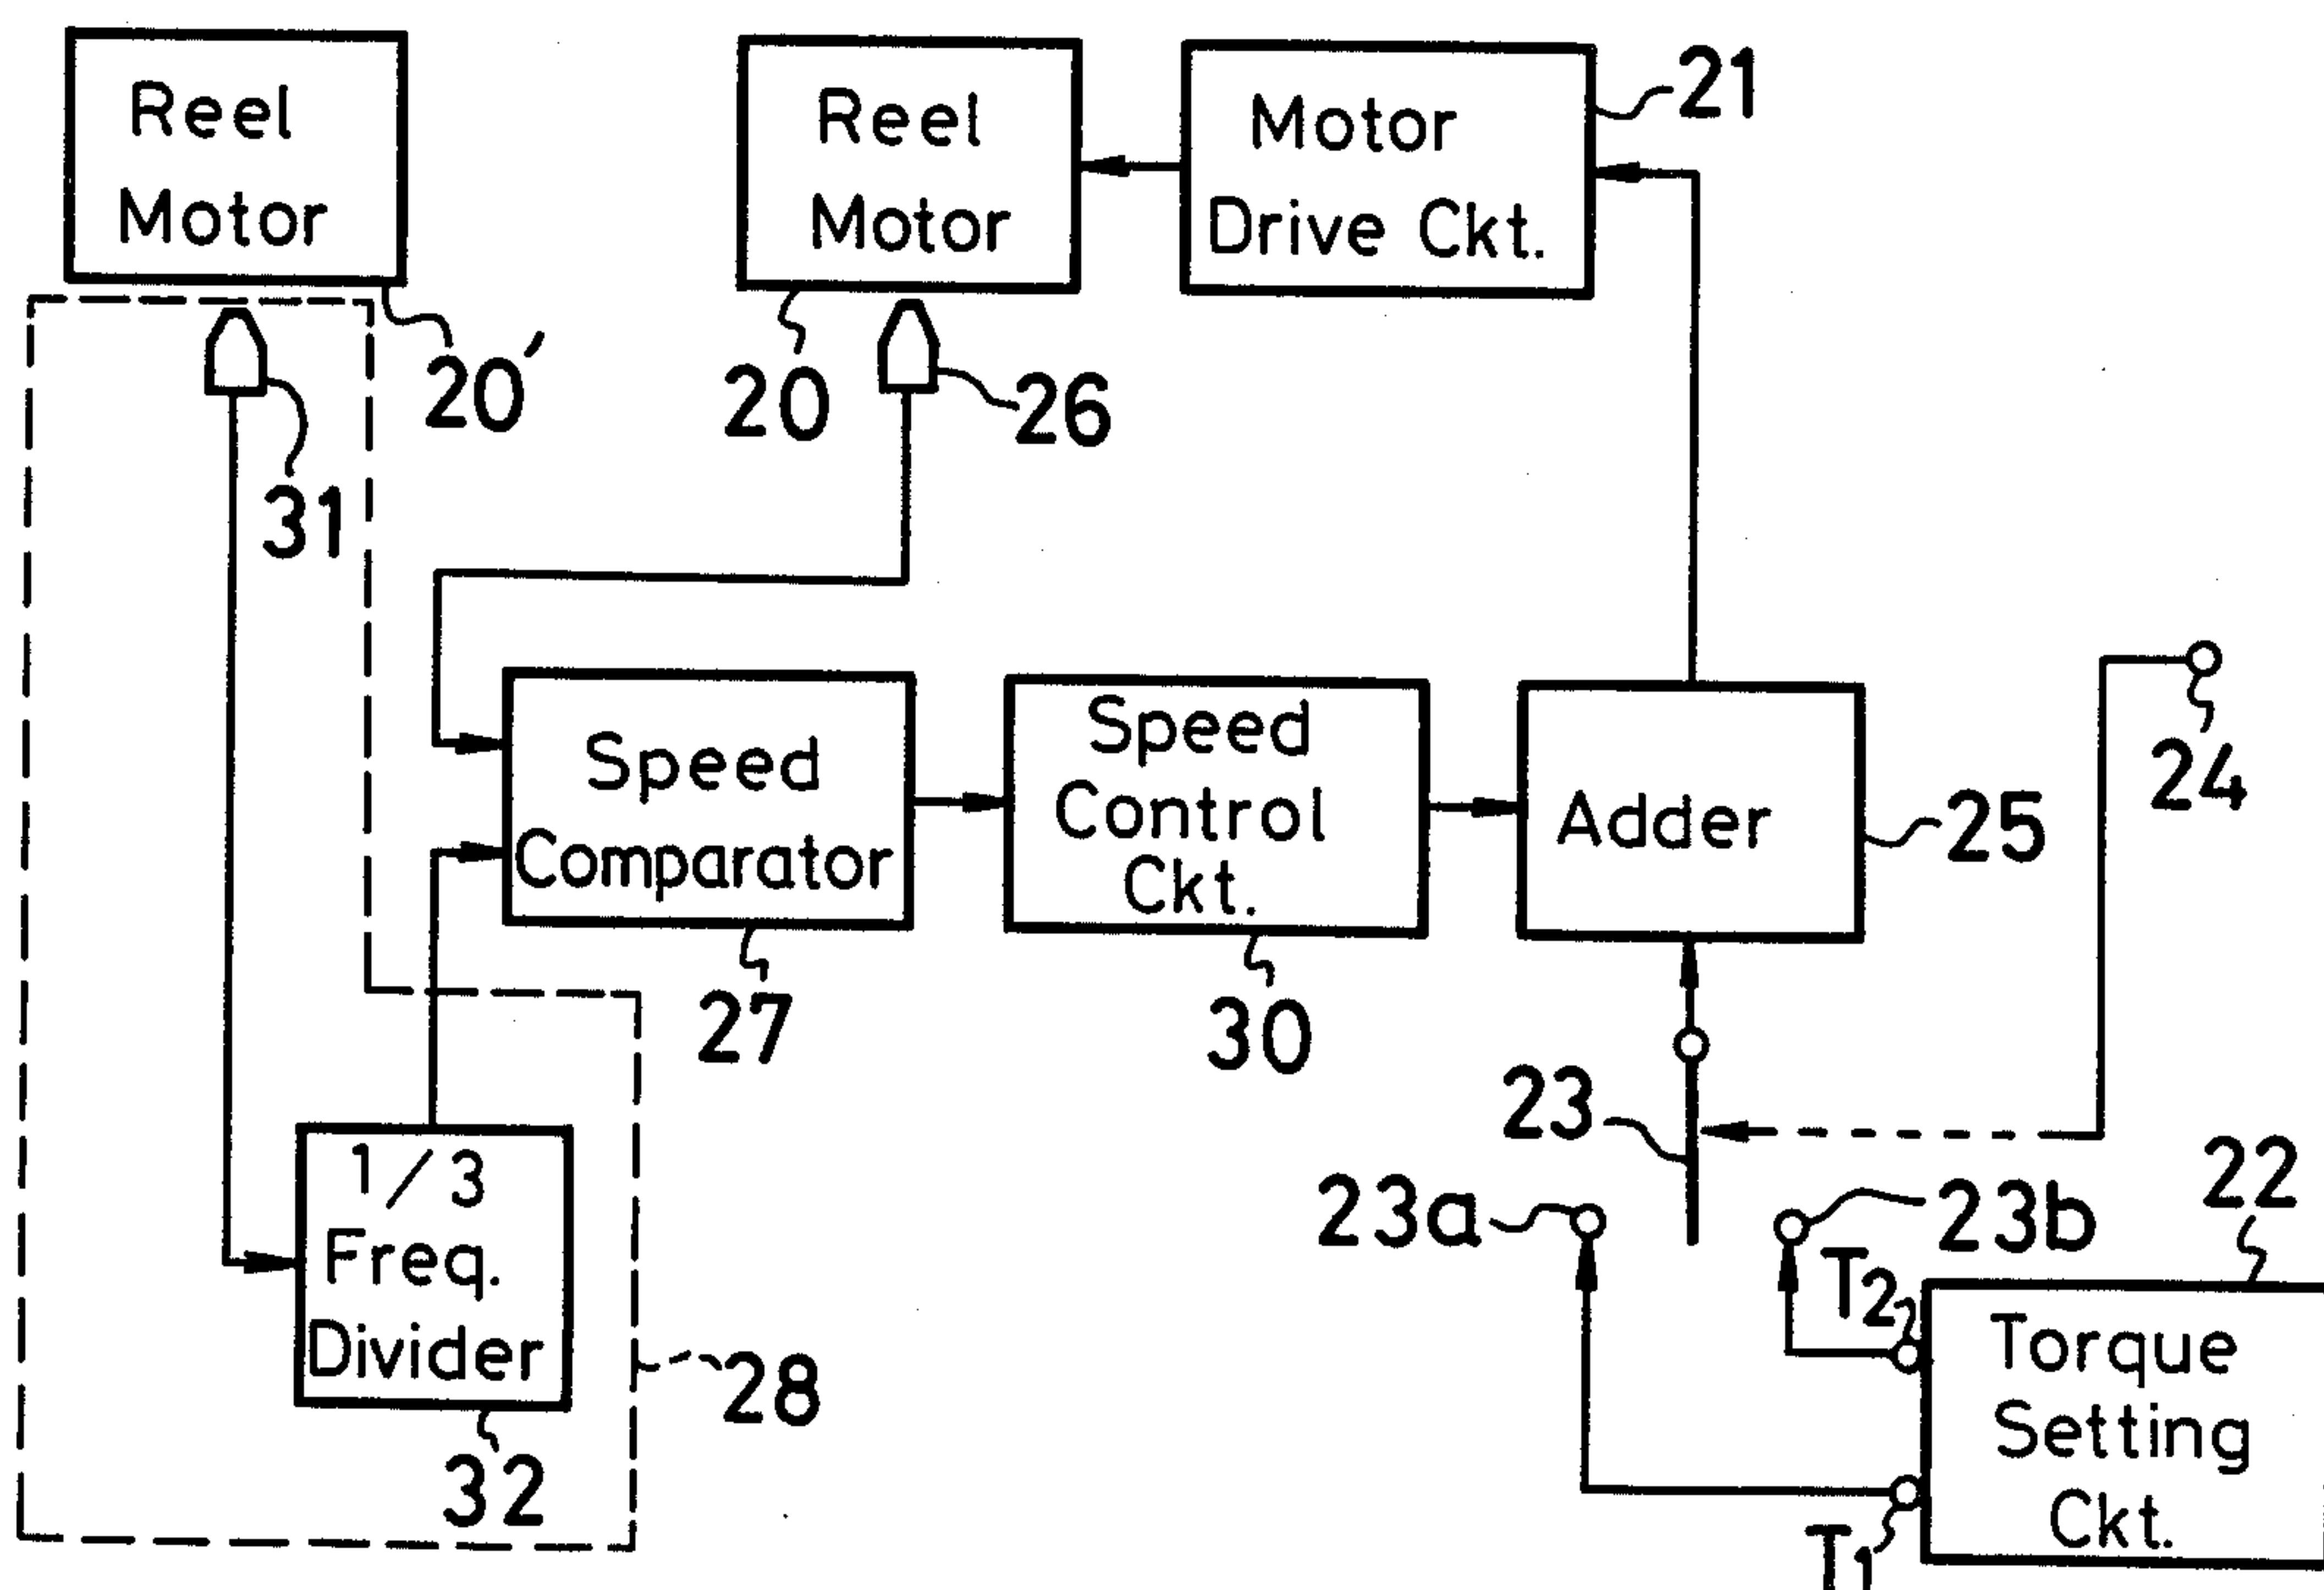 Reel
Motor
Reel
Motor
Motor
Drive Ckt.
21
20'
20
26
31
24
Speed
Comparator
Speed
Control
Ckt.
Adder
25
27
30
23
23a
23b
22
1/3
Freq.
Divider
28
32
T2
T1
Torque
Setting
Ckt.